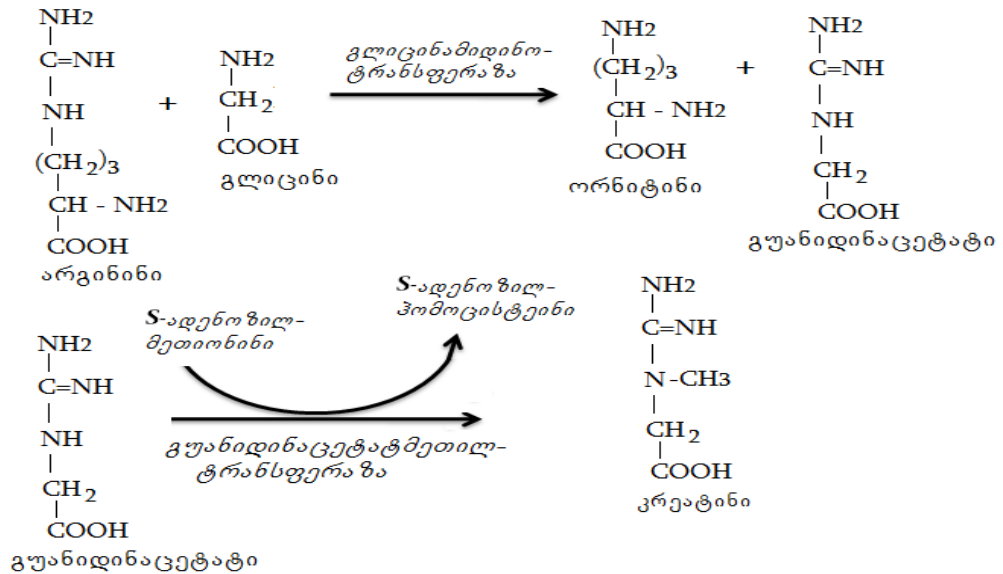 NH2
C=NH
NH
(CH2)3
CH - NH2
COOH
არგინინი
+
NH2
CH2
COOH
გლიცინი
გლიცინამიდინო-
ტრანსფერაზა
NH2
(CH2)3
CH - NH2
COOH
ორნიტინი
+
NH2
C=NH
NH
CH2
COOH
გუანიდინაცეტატი
NH2
C=NH
NH
CH2
COOH
გუანიდინაცეტატი
S-ადენოზილ-
მეთიონინი
S-ადენოზილ-
ჰომოცისტეინი
გუანიდინაცეტატმეთილ-
ტრანსფერაზა
NH2
C=NH
N-CH3
CH2
COOH
კრეატინი